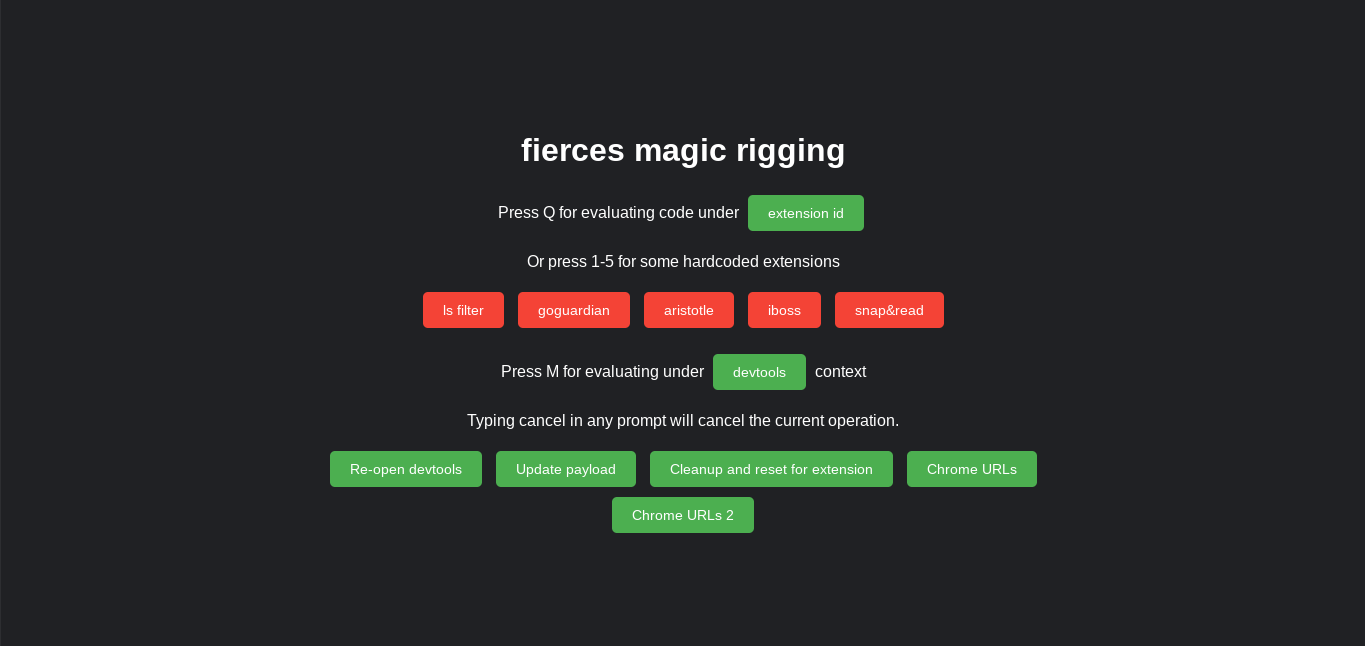 fierces magic rigging
Press Q for evaluating code under extension id
Or press 1-5 for some hardcoded extensions
ls filter goguardian aristotle iboss snap&read
Press M for evaluating under devtools context
Typing cancel in any prompt will cancel the current operation.
Re-open devtools Update payload Cleanup and reset for extension Chrome URLs
Chrome URLs 2